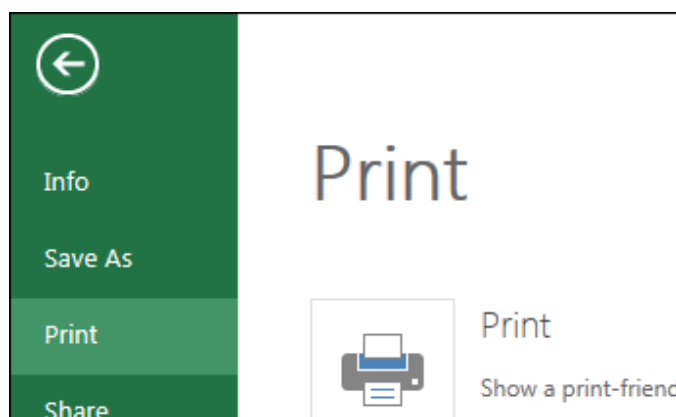 Info
Save As
Print
Share
Print
Print
Show a print-friend